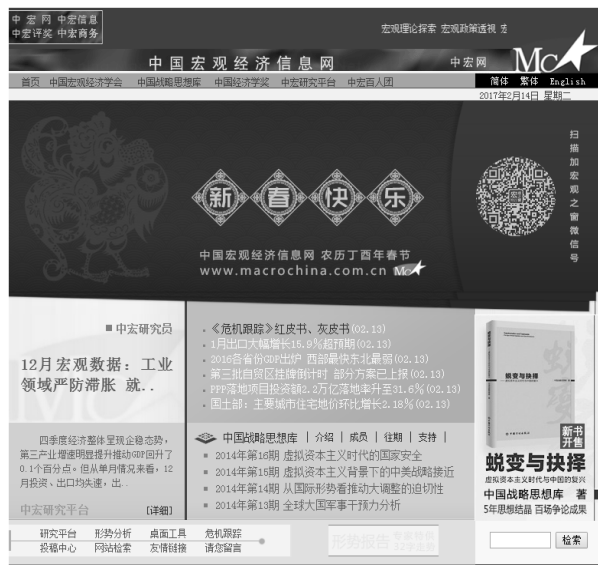 中 宏 网 中宏信息
中宏评奖 中宏商务
宏观理论探索 宏观政策透视
中国宏观经济信息网
中宏网
MC
首页 中国宏观经济学会 中国战略思想库 中国经济学奖 中宏研究平台 中宏百人团
简体 繁体 English
2017年2月14日 星期二
新春快乐
中国宏观经济信息网 农历丁酉年春节
www.macrochina.com.cn MC
扫描加宏观之窗微信号
■中宏研究员
12月宏观数据: 工业
领域严防滞胀 就..
四季度经济整体呈现企稳态势,
第三产业增速明显提升推动GDP回升了
0.1个百分点。但从单月情况来看, 12
月投资、出口均失速, 出..
中宏研究平台 [详细]
《危机跟踪》红皮书、灰皮书(02.13)
1月出口大幅增长15.9%超预期(02.13)
2016各省份GDP出炉 西部最快东北最弱(02.13)
第三批自贸区挂牌倒计时 部分方案已上报(02.13)
PPP落地项目投资额2.2万亿落地率升至31.6%(02.13)
国土部: 主要城市住宅地价环比增长2.18%(02.13)
中国战略思想库 | 介绍 | 成员 | 往期 | 支持 |
2014年第16期 虚拟资本主义时代的国家安全
2014年第15期 虚拟资本主义背景下的中美战略接近
2014年第14期 从国际形势看推动大调整的迫切性
2014年第13期 全球大国军事干预力分析
蜕变与抉择
新书
开售
蜕变与抉择
虚拟资本主义时代与中国的复兴
中国战略思想库 著
5年思想结晶 百场争论成果
研究平台 形势分析 桌面工具 危机跟踪
投稿中心 网站检索 友情链接 请您留言
形势报告
检索